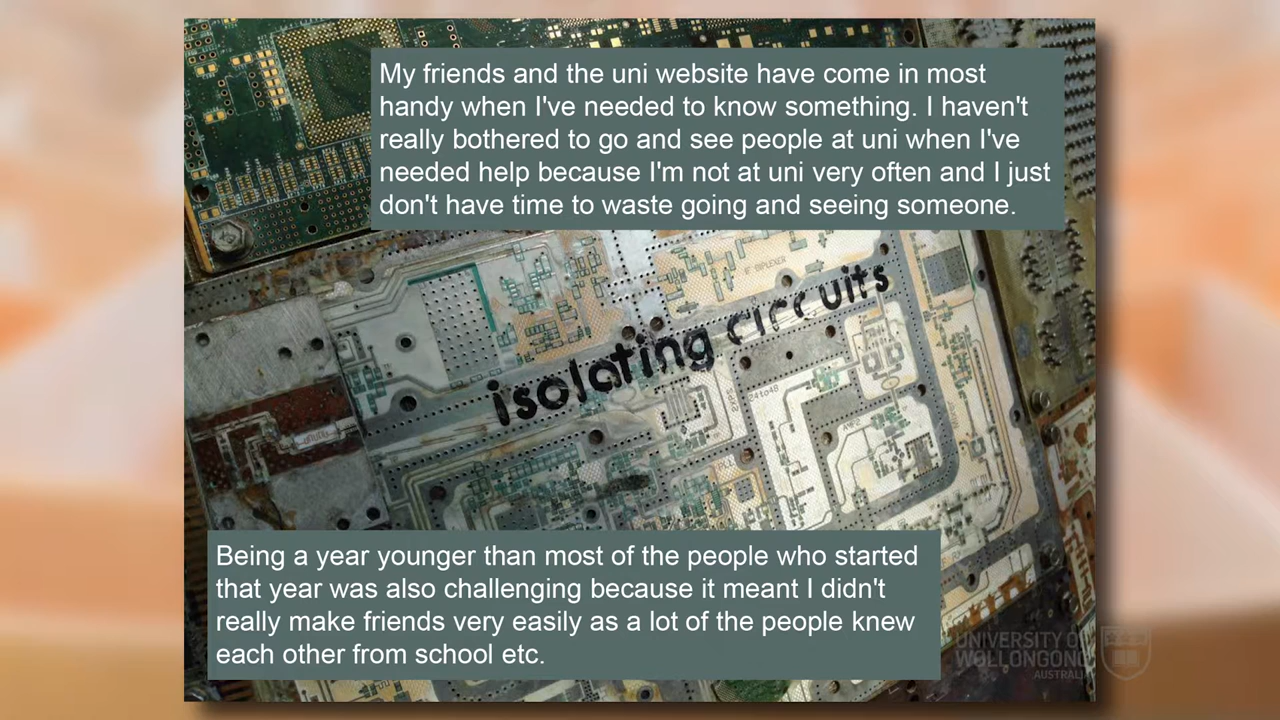 My friends and the uni website have come in most
handy when I've needed to know something. I haven't
really bothered to go and see people at uni when I've
needed help because I'm not at uni very often and I just
don't have time to waste going and seeing someone.
isolating circuits
Being a year younger than most of the people who started
that year was also challenging because it meant I didn't
really make friends very easily as a lot of the people knew
each other from school etc.
UNIVERSITY OF
WOLLONGONG
AUSTRALIA